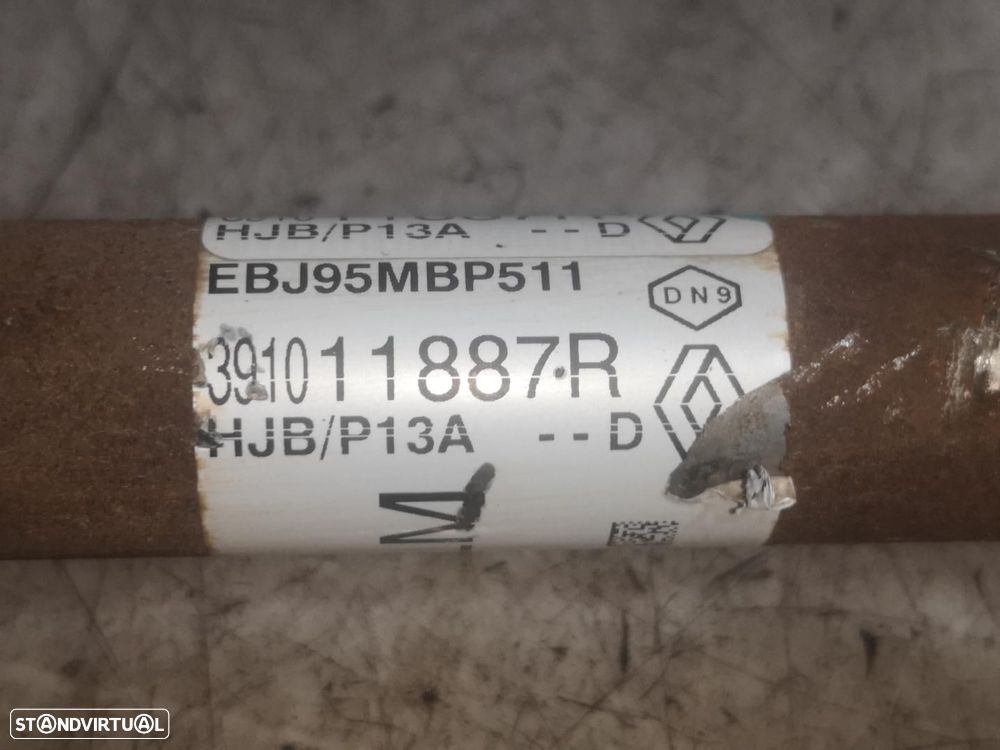 HJB/P13A -- D
EBJ95MBP511
DN9
391011887R
HJB/P13A -- D
STANDVIRTUAL